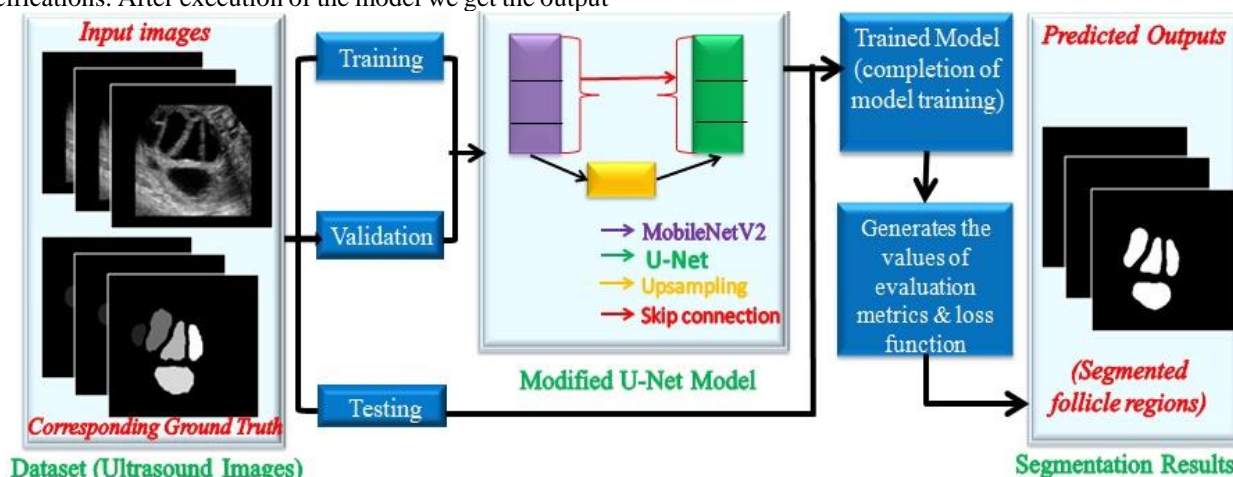 cifications. After execution of the model we get the output
Input images
Corresponding Ground Truth
Dataset (Ultrasound Images)
Training
Validation
Testing
MobileNetV2
U-Net
Upsampling
Skip connection
Modified U-Net Model
Trained Model
(completion of
model training)
Generates the
values of
evaluation
metrics & loss
function
Predicted Outputs
(Segmented
follicle regions)
Segmentation Results